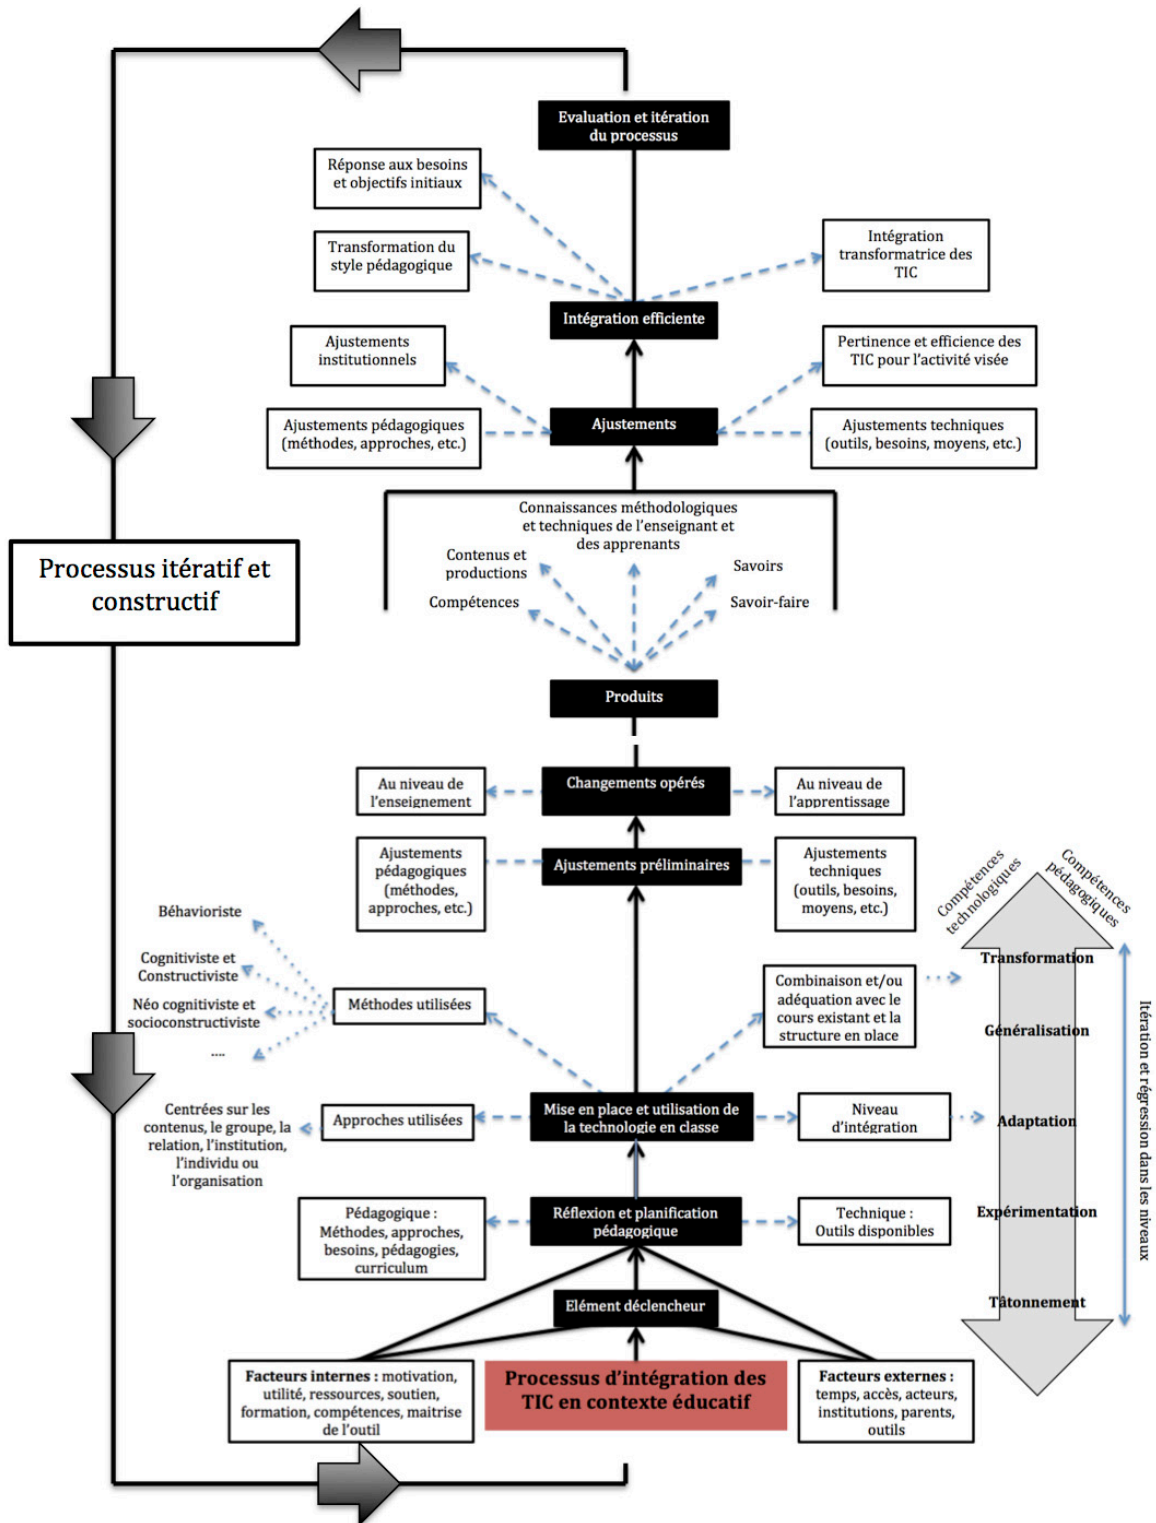 Evaluation et itération
du processus
Réponse aux besoins
et objectifs initiaux
Transformation du
style pédagogique
Intégration
transformatrice des
TIC
Intégration efficiente
Ajustements
institutionnels
Pertinence et efficience des
TIC pour l'activité visée
Ajustements pédagogiques
(méthodes, approches, etc.)
Ajustements
Ajustements techniques
(outils, besoins, moyens, etc.)
Connaissances méthodologiques
et techniques de l'enseignant et
des apprenants
Contenus et
productions
Savoirs
Compétences
Savoir-faire
Processus itératif et
constructif
Produits
Au niveau de
l'enseignement
Changements opérés
Au niveau de
l'apprentissage
Ajustements
pédagogiques
(méthodes,
approches, etc.)
Ajustements préliminaires
Ajustements
techniques
(outils, besoins,
moyens, etc.)
Compétences
technologiques
Compétences
pédagogiques
Béhavioriste
Cognitiviste et
Constructiviste
Néo cognitiviste et
socioconstructiviste
....
Méthodes utilisées
Combinaison et/ou
adéquation avec le
cours existant et la
structure en place
Transformation
Généralisation
Adaptation
Expérimentation
Tâtonnement
Itération et régression dans les niveaux
Centrées sur les
contenus, le groupe, la
relation, l'institution,
l'individu ou
l'organisation
Approches utilisées
Mise en place et utilisation de
la technologie en classe
Niveau
d'intégration
Pédagogique :
Méthodes, approches,
besoins, pédagogies,
curriculum
Réflexion et planification
pédagogique
Technique :
Outils disponibles
Elément déclencheur
Facteurs internes : motivation,
utilité, ressources, soutien,
formation, compétences, maitrise
de l'outil
Processus d'intégration des
TIC en contexte éducatif
Facteurs externes :
temps, accès, acteurs,
institutions, parents,
outils